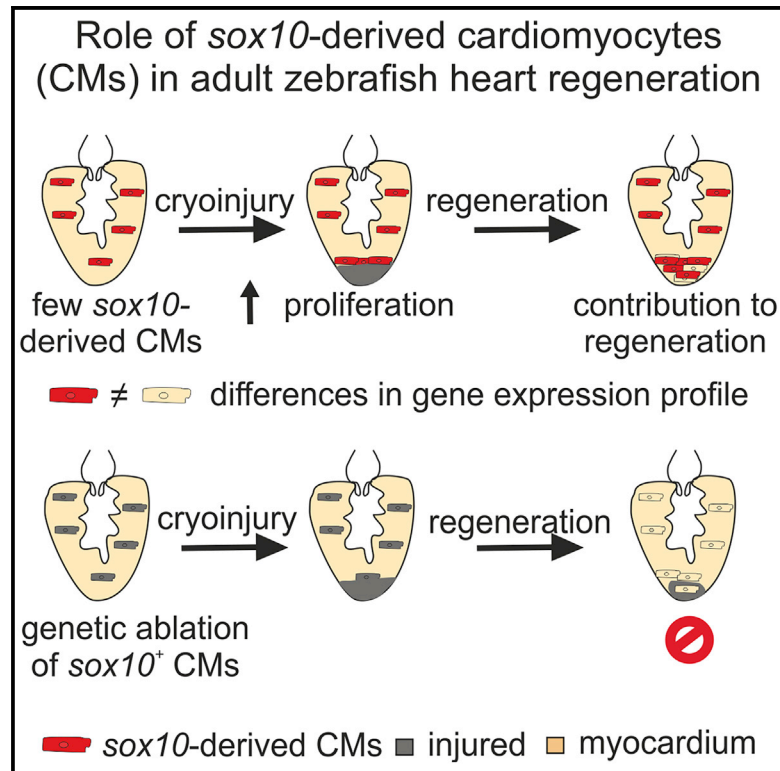 Role of sox10-derived cardiomyocytes
(CMs) in adult zebrafish heart regeneration
cryoinjury regeneration
few sox10- proliferation contribution to
derived CMs regeneration
≠ differences in gene expression profile
cryoinjury regeneration
genetic ablation
of sox10+ CMs
sox10-derived CMs injured myocardium